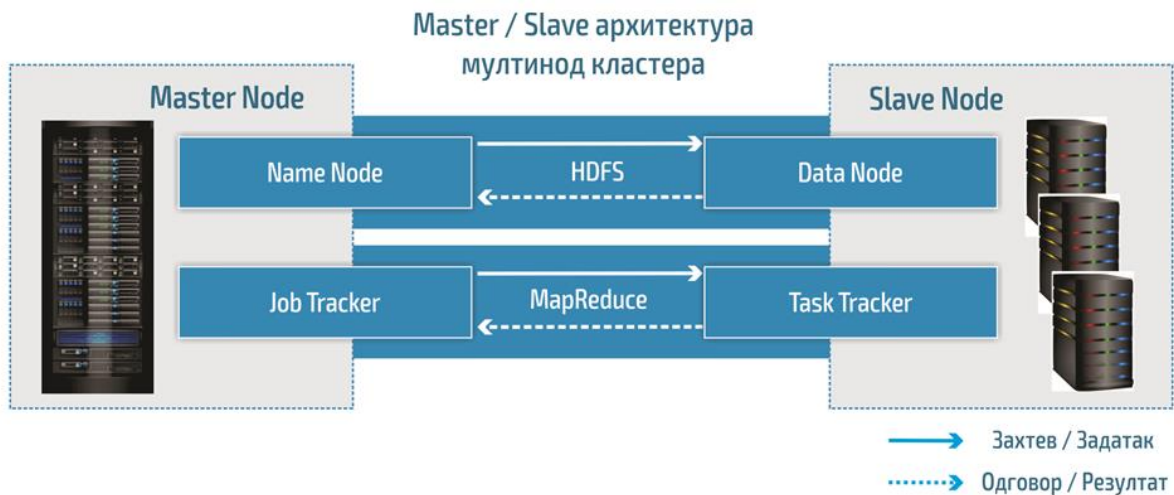 Master / Slave архитектура
мултинод кластера
Master Node
Slave Node
Name Node
HDFS
Data Node
Job Tracker
MapReduce
Task Tracker
Захтев / Задатак
Одговор / Резултат